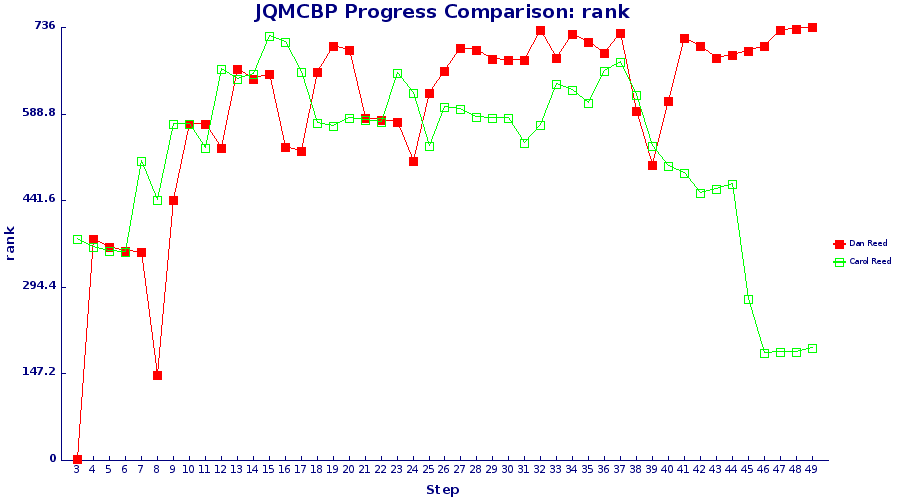 JQMCBP Progress Comparison: rank
736
588.8
441.6
294.4
147.2
0
rank
3 4 5 6 7 8 9 10 11 12 13 14 15 16 17 18 19 20 21 22 23 24 25 26 27 28 29 30 31 32 33 34 35 36 37 38 39 40 41 42 43 44 45 46 47 48 49
Step
Dan Reed
Carol Reed